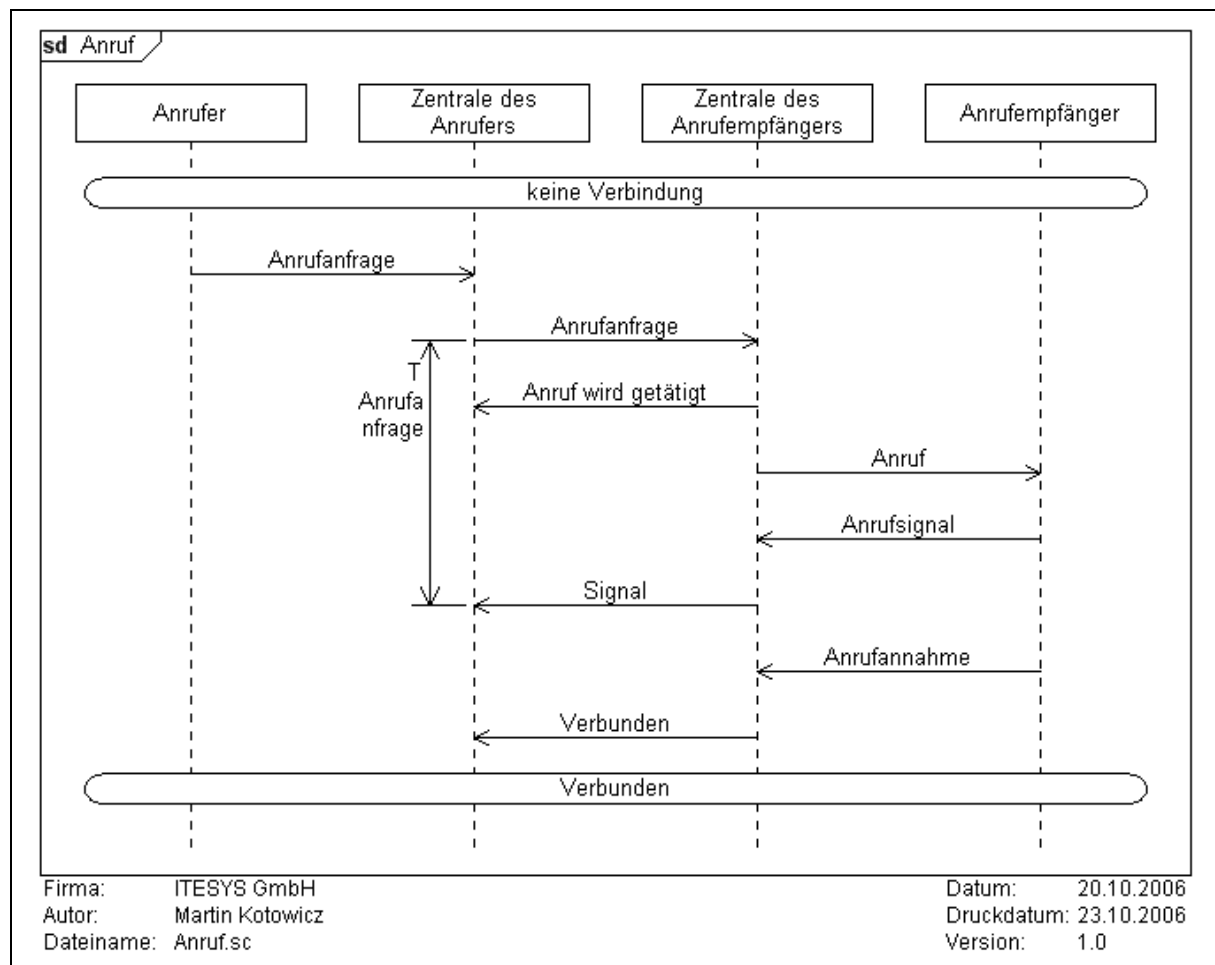 sd Anruf
Anrufer
Zentrale des
Anrufers
Zentrale des
Anrufempfängers
Anrufempfänger
keine Verbindung
Anrufanfrage
Anrufanfrage
T
Anrufa
nfrage
Anruf wird getätigt
Anruf
Anrufsignal
Signal
Anrufannahme
Verbunden
Verbunden
Firma: ITESYS GmbH
Autor: Martin Kotowicz
Dateiname: Anruf.sc
Datum: 20.10.2006
Druckdatum: 23.10.2006
Version: 1.0